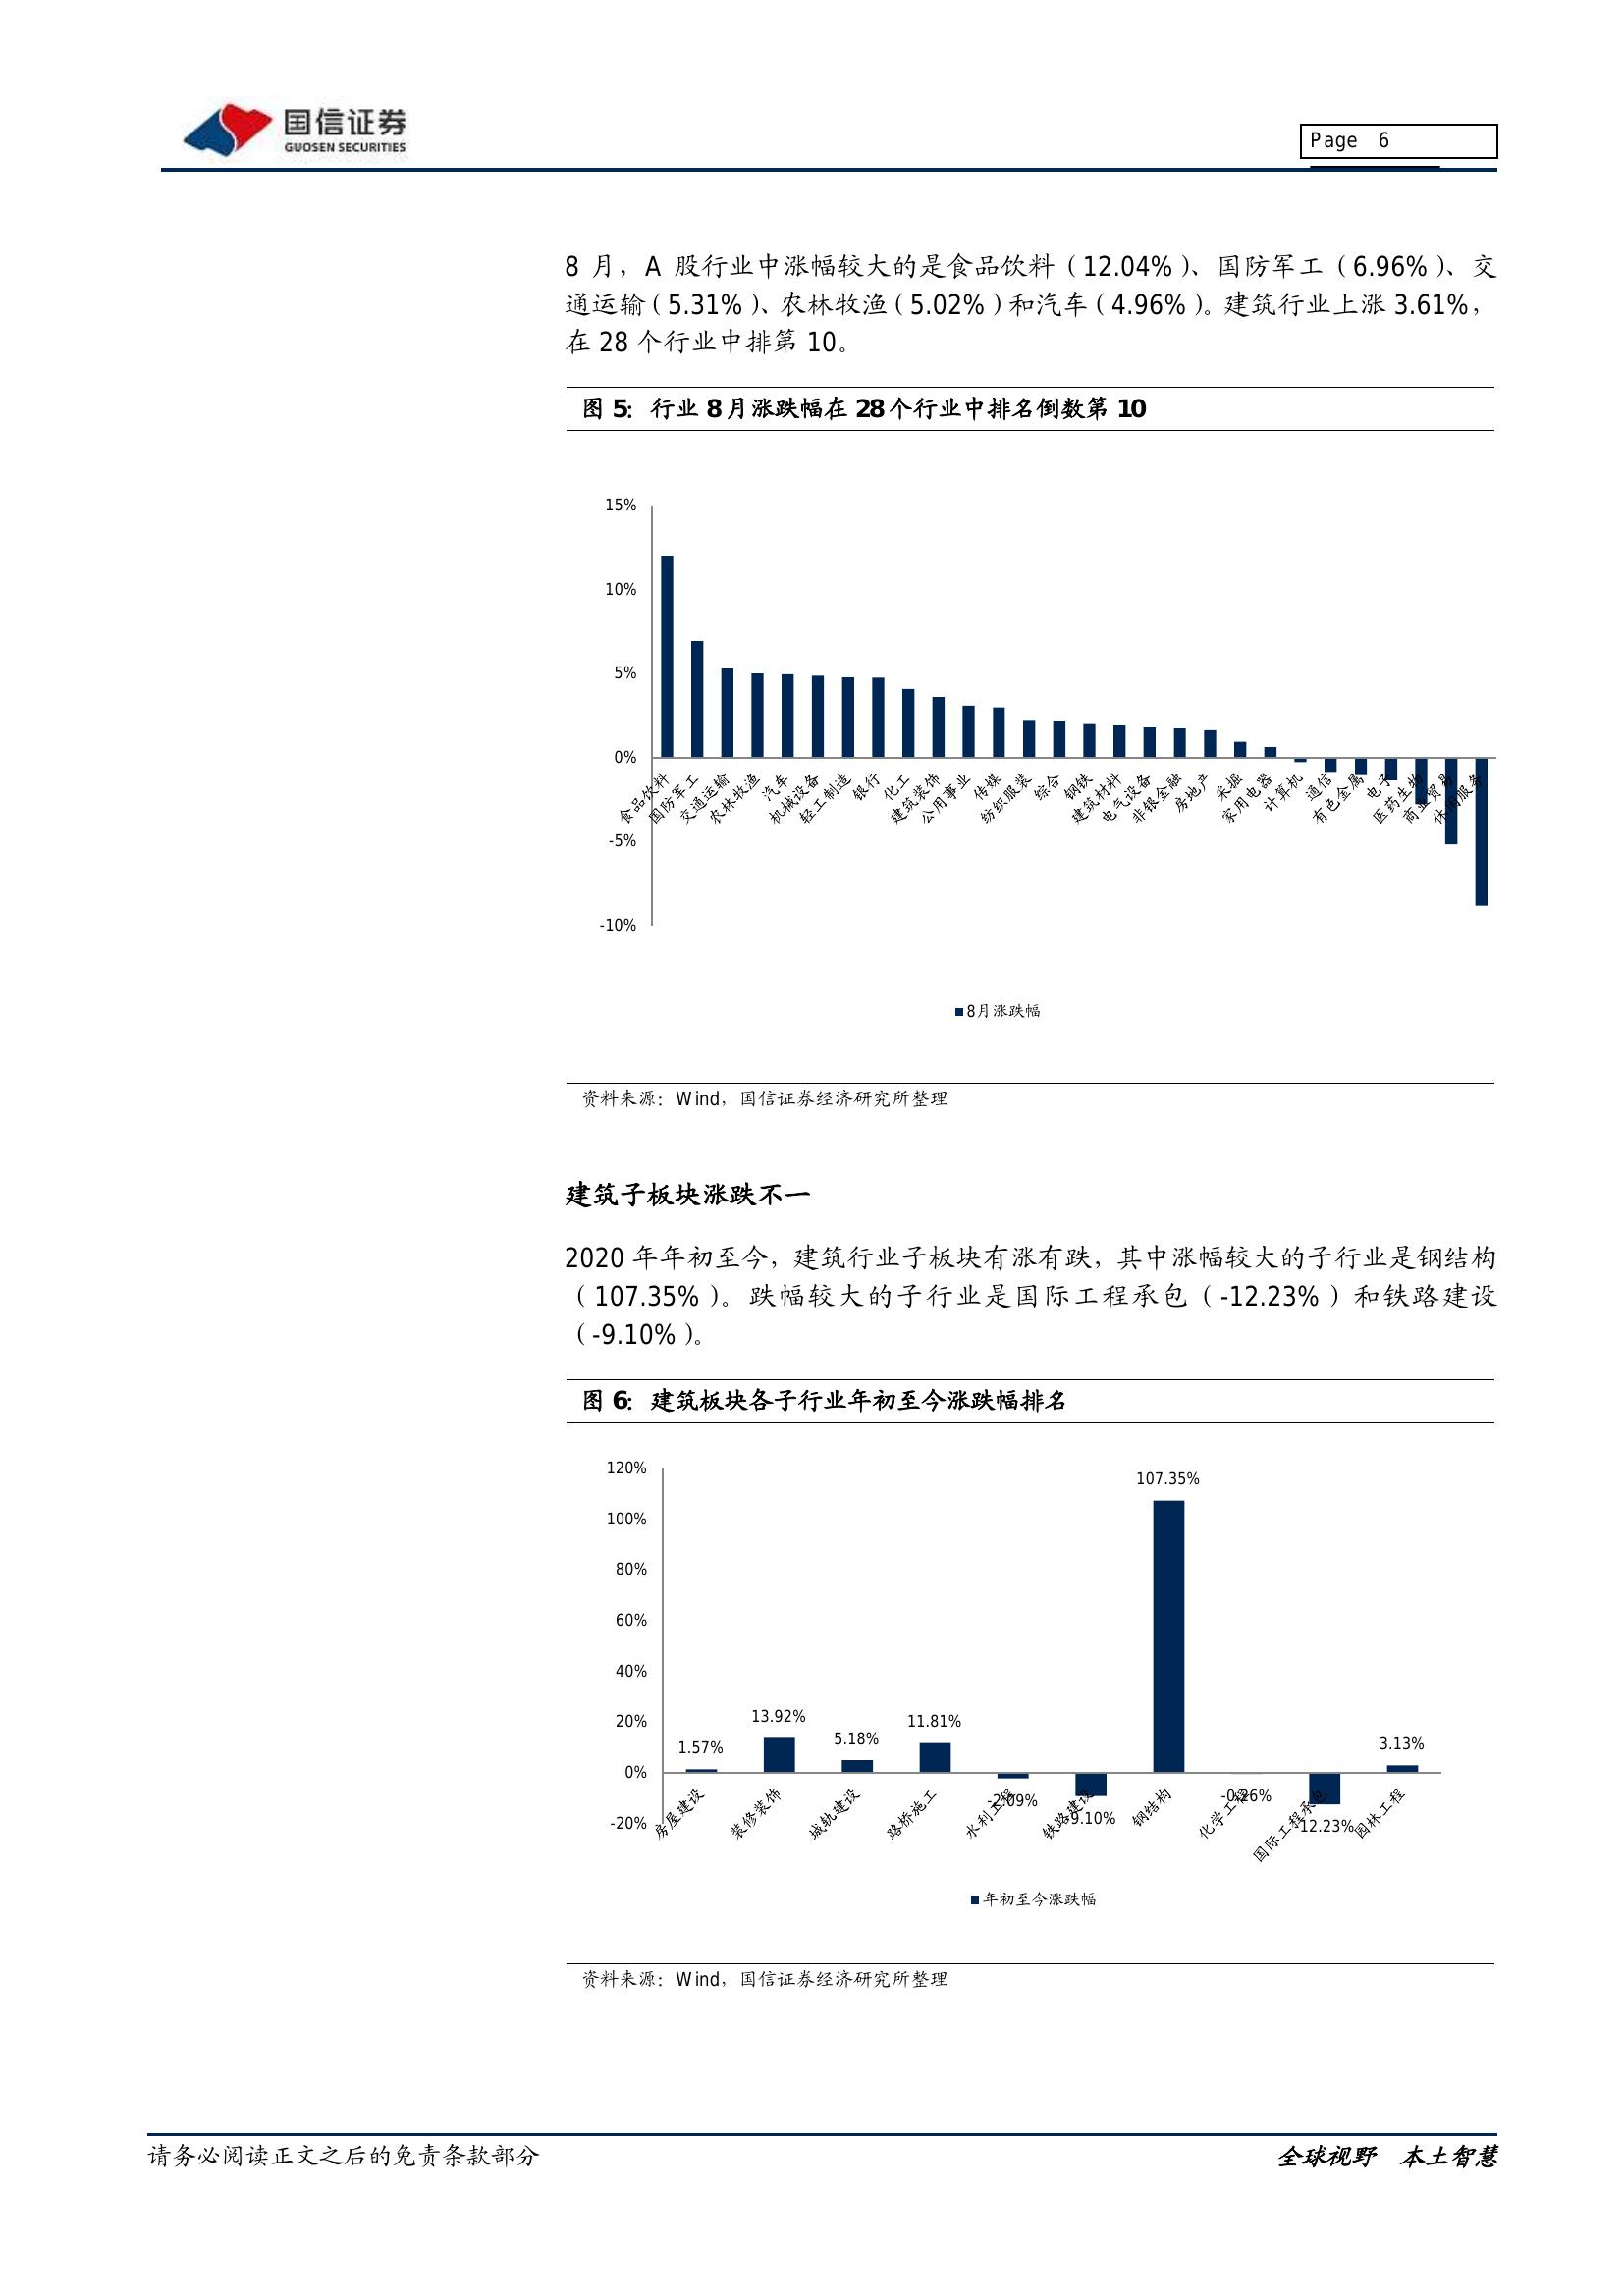 国信证券
GUOSEN SECURITIES
Page 6
8 月，A 股行业中涨幅较大的是食品饮料（12.04%）、国防军工（6.96%）、交
通运输（5.31%）、农林牧渔（5.02%）和汽车（4.96%）。建筑行业上涨 3.61%，
在 28 个行业中排第 10。
图 5：行业 8 月涨跌幅在 28 个行业中排名倒数第 10
15%
10%
5%
0%
-5%
-10%
食品饮料
国防军工
交通运输
农林牧渔
汽车
机械设备
轻工制造
银行
化工
建筑装饰
公用事业
传媒
纺织服装
综合
钢铁
建筑材料
电气设备
非银金融
房地产
采掘
家用电器
计算机
通信
有色金属
电子
医药生物
商业贸易
休闲服务
8月涨跌幅
资料来源：Wind，国信证券经济研究所整理
建筑子板块涨跌不一
2020 年年初至今，建筑行业子板块有涨有跌，其中涨幅较大的子行业是钢结构
（107.35%）。跌幅较大的子行业是国际工程承包（-12.23%）和铁路建设
（-9.10%）。
图 6：建筑板块各子行业年初至今涨跌幅排名
120%
100%
80%
60%
40%
20%
0%
-20%
1.57%
13.92%
5.18%
11.81%
-2.09%
-9.10%
107.35%
-0.26%
-12.23%
3.13%
房屋建设
装修装饰
城轨建设
路桥施工
水利工程
铁路建设
钢结构
化学工程
国际工程承包
园林工程
年初至今涨跌幅
资料来源：Wind，国信证券经济研究所整理
请务必阅读正文之后的免责条款部分
全球视野 本土智慧